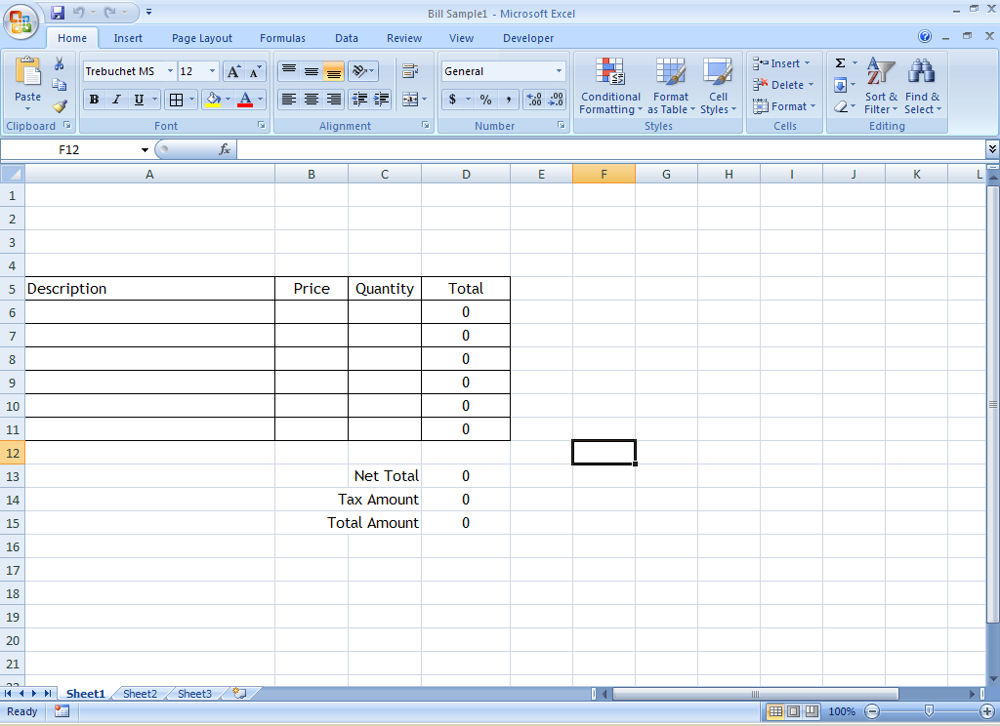 Bill Sample1 - Microsoft Excel
Home Insert Page Layout Formulas Data Review View Developer
Paste
Clipboard
Trebuchet MS 12
A A
B I U A
Font
Alignment
General
$ % , .00 .00
Number
Conditional Formatting
Format as Table
Cell Styles
Styles
Insert
Delete
Format
Cells
Σ
Sort & Filter
Find & Select
Editing
F12 fx
A B C D E F G H I J K L
1
2
3
4
5 Description Price Quantity Total
6 0
7 0
8 0
9 0
10 0
11 0
12
13 Net Total 0
14 Tax Amount 0
15 Total Amount 0
16
17
18
19
20
21
22
Sheet1 Sheet2 Sheet3
Ready 100%